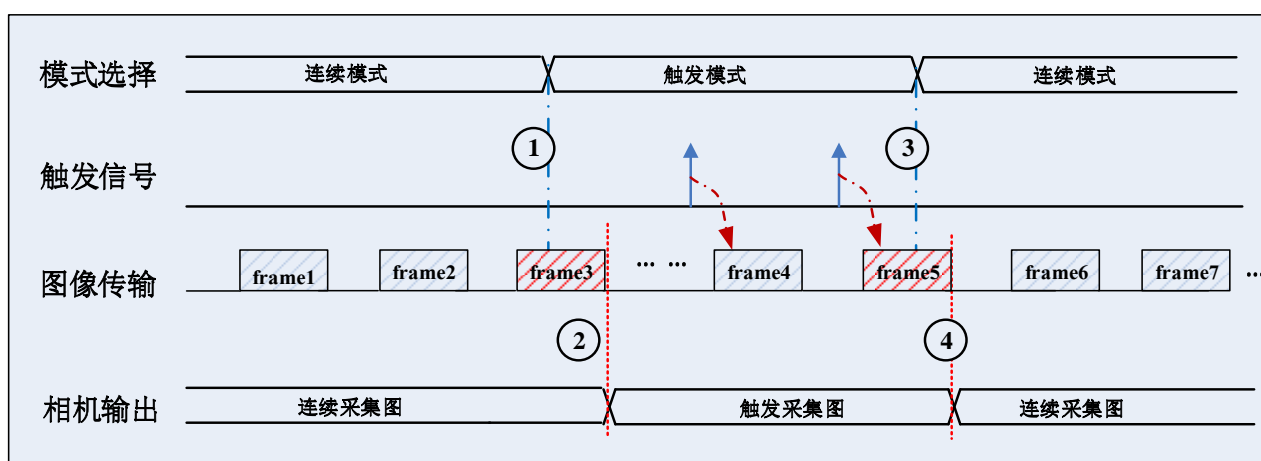 模式选择
连续模式
触发模式
连续模式
1
3
触发信号
图像传输
frame1
frame2
frame3
... ...
frame4
frame5
frame6
frame7
...
2
4
相机输出
连续采集图
触发采集图
连续采集图